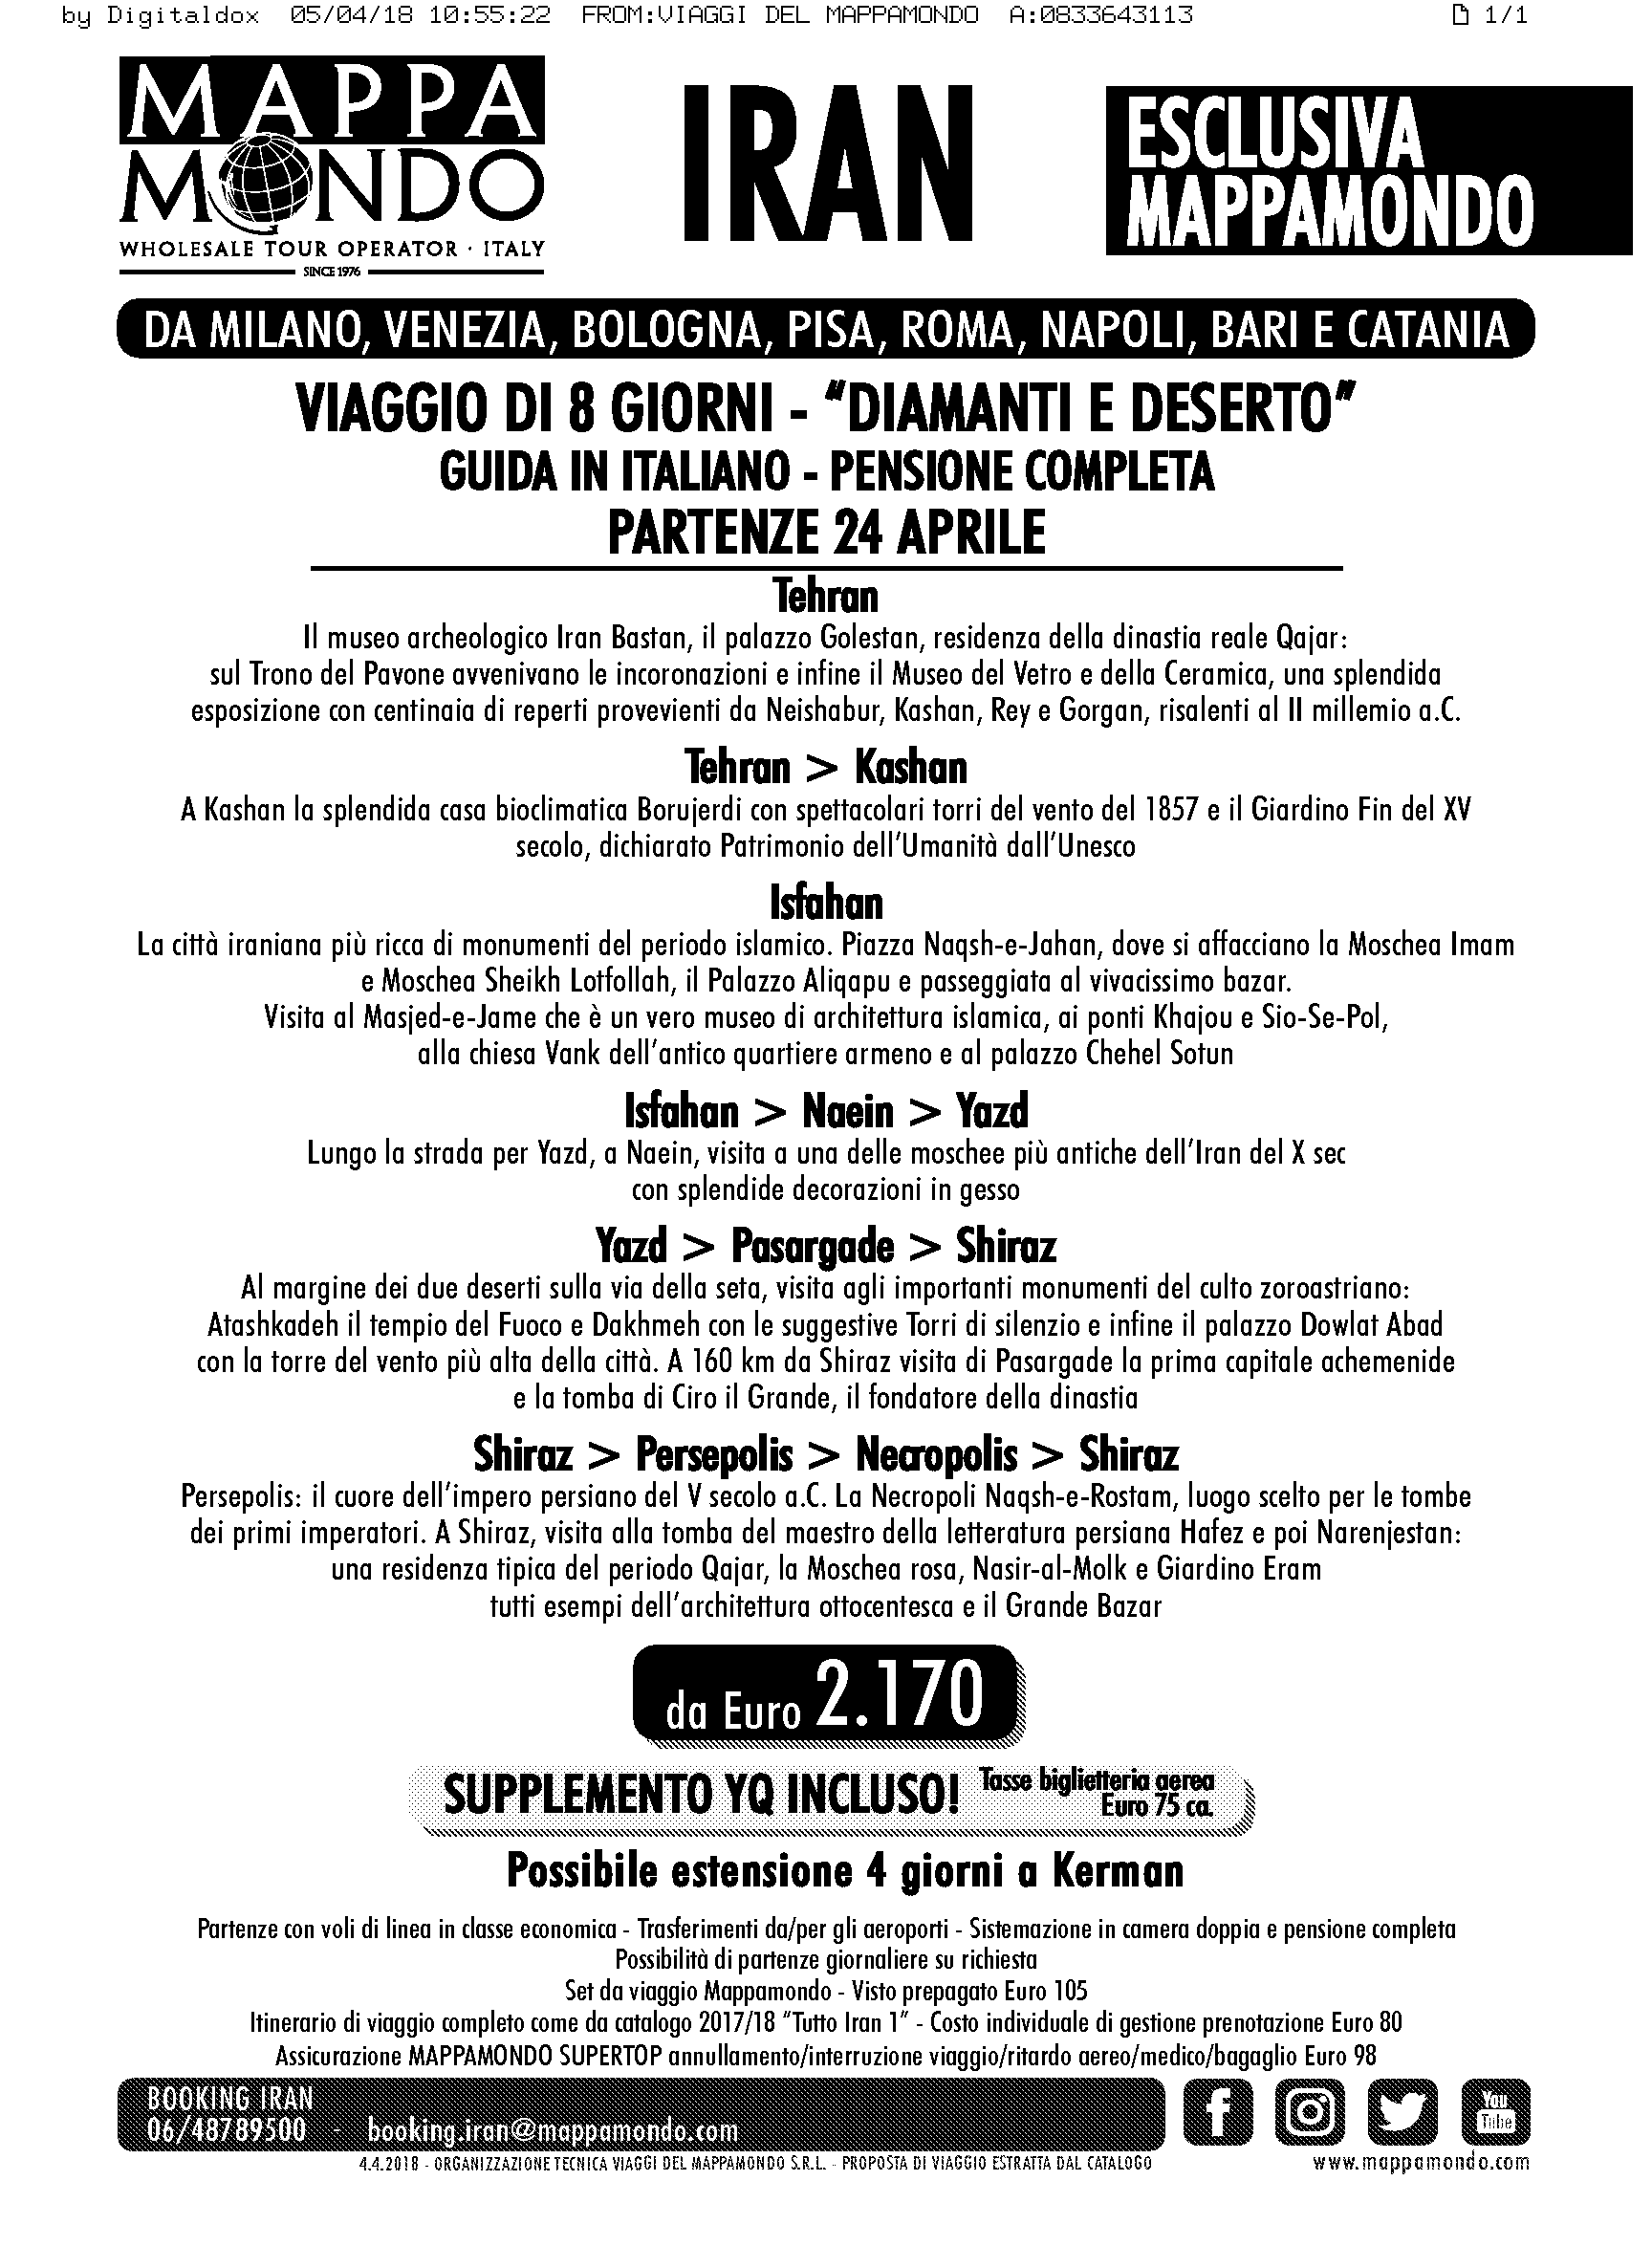 by Digitaldox 05/04/18 10:55:22 FROM:VIAGGI DEL MAPPAMONDO A:0833643113 1/1
MAPPA
MONDO
WHOLESALE TOUR OPERATOR · ITALY
SINCE 1976
IRAN
ESCLUSIVA
MAPPAMONDO
DA MILANO, VENEZIA, BOLOGNA, PISA, ROMA, NAPOLI, BARI E CATANIA
VIAGGIO DI 8 GIORNI - "DIAMANTI E DESERTO"
GUIDA IN ITALIANO - PENSIONE COMPLETA
PARTENZE 24 APRILE
Tehran
Il museo archeologico Iran Bastan, il palazzo Golestan, residenza della dinastia reale Qajar:
sul Trono del Pavone avvenivano le incoronazioni e infine il Museo del Vetro e della Ceramica, una splendida
esposizione con centinaia di reperti provevienti da Neishabur, Kashan, Rey e Gorgan, risalenti al II millemio a.C.
Tehran > Kashan
A Kashan la splendida casa bioclimatica Borujerdi con spettacolari torri del vento del 1857 e il Giardino Fin del XV
secolo, dichiarato Patrimonio dell'Umanità dall'Unesco
Isfahan
La città iraniana più ricca di monumenti del periodo islamico. Piazza Naqsh-e-Jahan, dove si affacciano la Moschea Imam
e Moschea Sheikh Lotfollah, il Palazzo Aliqapu e passeggiata al vivacissimo bazar.
Visita al Masjed-e-Jame che è un vero museo di architettura islamica, ai ponti Khajou e Sio-Se-Pol,
alla chiesa Vank dell'antico quartiere armeno e al palazzo Chehel Sotun
Isfahan > Naein > Yazd
Lungo la strada per Yazd, a Naein, visita a una delle moschee più antiche dell'Iran del X sec
con splendide decorazioni in gesso
Yazd > Pasargade > Shiraz
Al margine dei due deserti sulla via della seta, visita agli importanti monumenti del culto zoroastriano:
Atashkadeh il tempio del Fuoco e Dakhmeh con le suggestive Torri di silenzio e infine il palazzo Dowlat Abad
con la torre del vento più alta della città. A 160 km da Shiraz visita di Pasargade la prima capitale achemenide
e la tomba di Ciro il Grande, il fondatore della dinastia
Shiraz > Persepolis > Necropolis > Shiraz
Persepolis: il cuore dell'impero persiano del V secolo a.C. La Necropoli Naqsh-e-Rostam, luogo scelto per le tombe
dei primi imperatori. A Shiraz, visita alla tomba del maestro della letteratura persiana Hafez e poi Narenjestan:
una residenza tipica del periodo Qajar, la Moschea rosa, Nasir-al-Molk e Giardino Eram
tutti esempi dell'architettura ottocentesca e il Grande Bazar
da Euro 2.170
SUPPLEMENTO YQ INCLUSO! Tasse biglietteria aerea
Euro 75 ca.
Possibile estensione 4 giorni a Kerman
Partenze con voli di linea in classe economica - Trasferimenti da/per gli aeroporti - Sistemazione in camera doppia e pensione completa
Possibilità di partenze giornaliere su richiesta
Set da viaggio Mappamondo - Visto prepagato Euro 105
Itinerario di viaggio completo come da catalogo 2017/18 "Tutto Iran 1" - Costo individuale di gestione prenotazione Euro 80
Assicurazione MAPPAMONDO SUPERTOP annullamento/interruzione viaggio/ritardo aereo/medico/bagaglio Euro 98
BOOKING IRAN
06/48789500 - booking.iran@mappamondo.com
You
Tube
4.4.2018 - ORGANIZZAZIONE TECNICA VIAGGI DEL MAPPAMONDO S.R.L. - PROPOSTA DI VIAGGIO ESTRATTA DAL CATALOGO
www.mappamondo.com